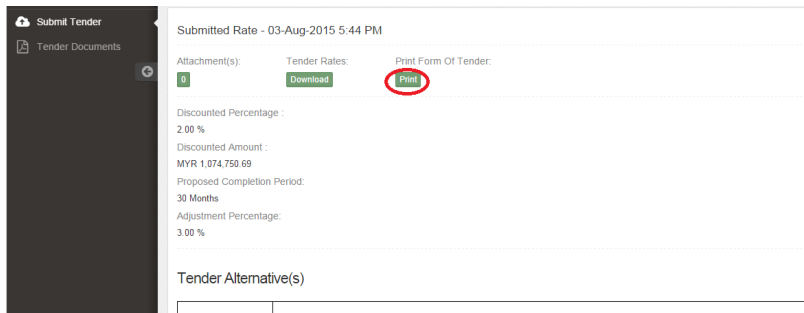 Submit Tender
Tender Documents
Submitted Rate - 03-Aug-2015 5:44 PM
Attachment(s): Tender Rates: Print Form Of Tender:
0 Download Print
Discounted Percentage :
2.00 %
Discounted Amount :
MYR 1,074,750.69
Proposed Completion Period:
30 Months
Adjustment Percentage:
3.00 %
Tender Alternative(s)